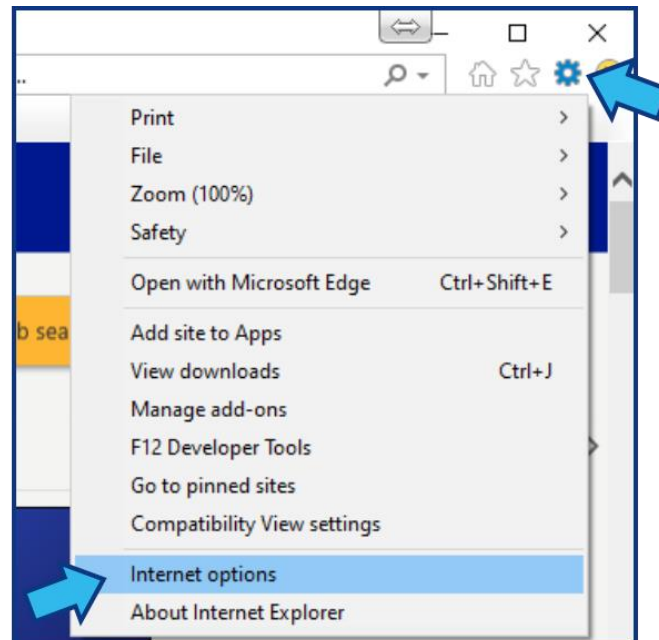 ..
Print
File
Zoom (100%)
Safety
Open with Microsoft Edge Ctrl+Shift+E
b sea
Add site to Apps
View downloads Ctrl+J
Manage add-ons
F12 Developer Tools
Go to pinned sites
Compatibility View settings
Internet options
About Internet Explorer